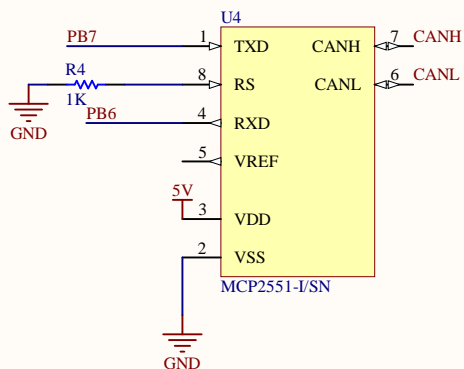 U4
PB7
1
TXD
CANH
7
CANH
R4
8
RS
CANL
6
CANL
1K
GND
PB6
4
RXD
5
VREF
5V
3
VDD
2
VSS
MCP2551-I/SN
GND